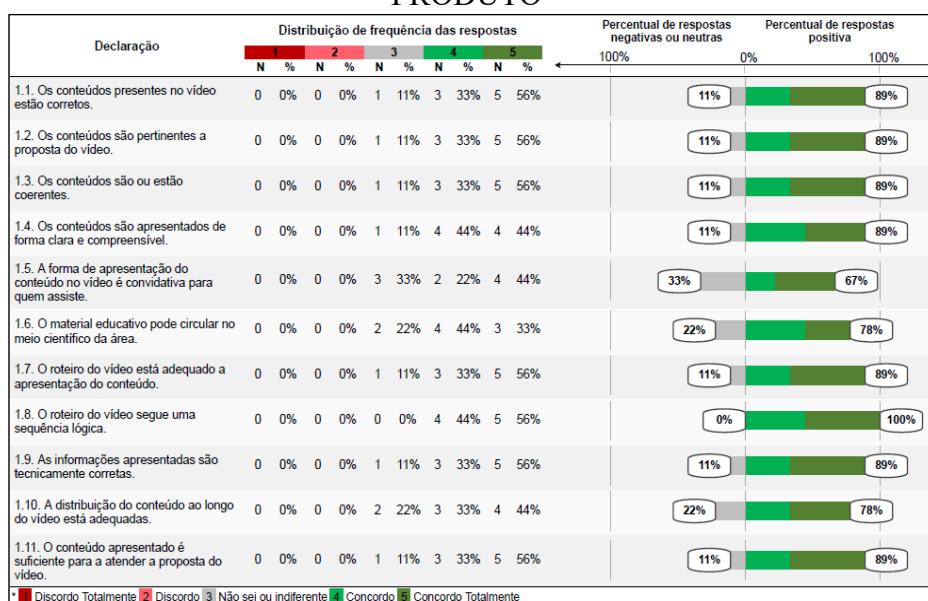 PRODUTO
Declaração
Distribuição de frequência das respostas
Percentual de respostas negativas ou neutras
Percentual de respostas positiva
1 2 3 4 5
N % N % N % N % N %
100% 0% 100%
1.1. Os conteúdos presentes no vídeo
estão corretos.
0 0% 0 0% 1 11% 3 33% 5 56%
11% 89%
1.2. Os conteúdos são pertinentes a
proposta do vídeo.
0 0% 0 0% 1 11% 3 33% 5 56%
11% 89%
1.3. Os conteúdos são ou estão
coerentes.
0 0% 0 0% 1 11% 3 33% 5 56%
11% 89%
1.4. Os conteúdos são apresentados de
forma clara e compreensível.
0 0% 0 0% 1 11% 4 44% 4 44%
11% 89%
1.5. A forma de apresentação do
conteúdo no vídeo é convidativa para
quem assiste.
0 0% 0 0% 3 33% 2 22% 4 44%
33% 67%
1.6. O material educativo pode circular no
meio científico da área.
0 0% 0 0% 2 22% 4 44% 3 33%
22% 78%
1.7. O roteiro do vídeo está adequado a
apresentação do conteúdo.
0 0% 0 0% 1 11% 3 33% 5 56%
11% 89%
1.8. O roteiro do vídeo segue uma
sequência lógica.
0 0% 0 0% 0 0% 4 44% 5 56%
0% 100%
1.9. As informações apresentadas são
tecnicamente corretas.
0 0% 0 0% 1 11% 3 33% 5 56%
11% 89%
1.10. A distribuição do conteúdo ao longo
do vídeo está adequadas.
0 0% 0 0% 2 22% 3 33% 4 44%
22% 78%
1.11. O conteúdo apresentado é
suficiente para a atender a proposta do
vídeo.
0 0% 0 0% 1 11% 3 33% 5 56%
11% 89%
* 1 Discordo Totalmente 2 Discordo 3 Não sei ou indiferente 4 Concordo 5 Concordo Totalmente